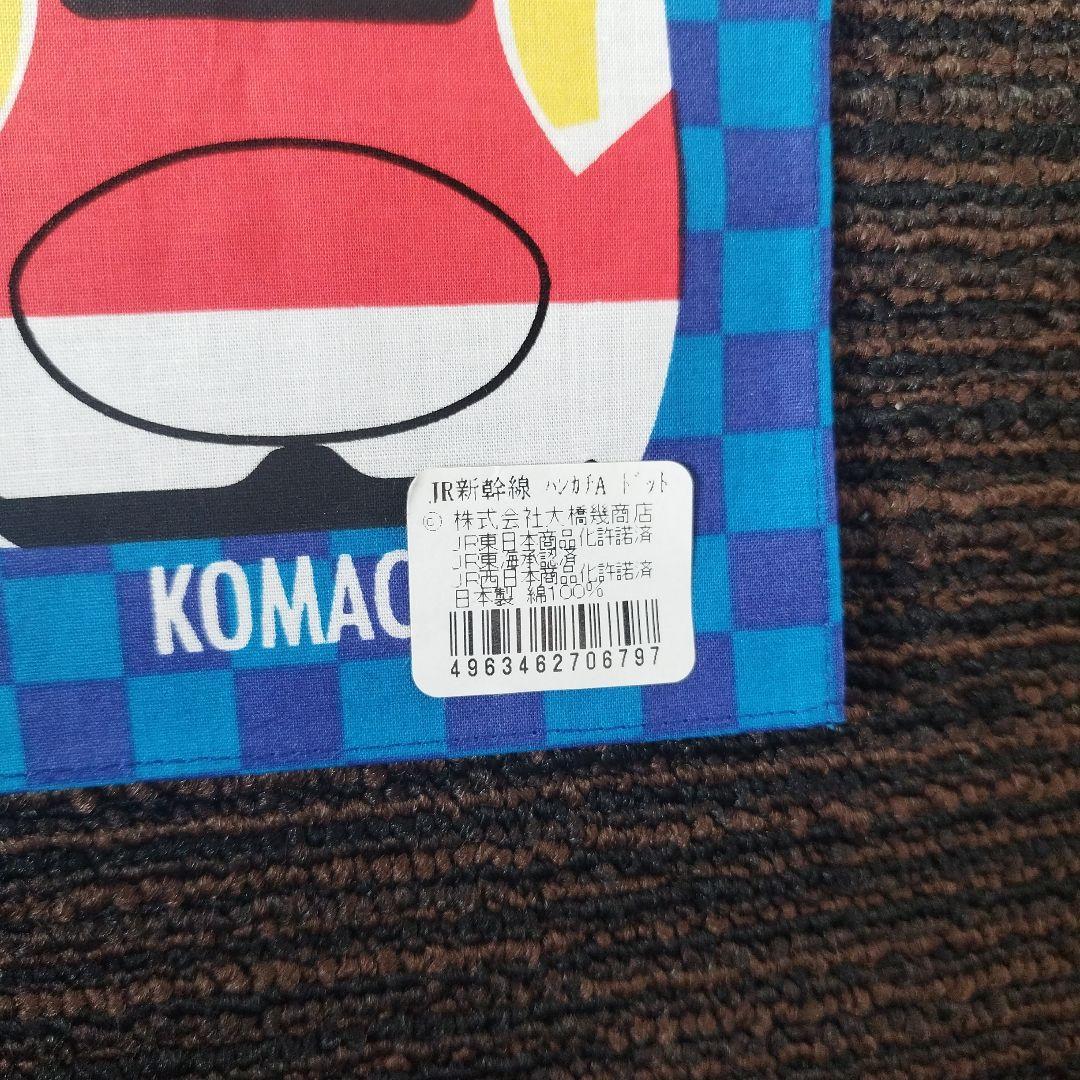 JR新幹線 ﾊﾝｶﾁA ﾄﾞｯﾄ
© 株式会社大橋幾商店
JR東日本商品化許諾済
JR東海承認済
JR西日本商品化許諾済
日本製 綿100%
4963462706797
KOMAC